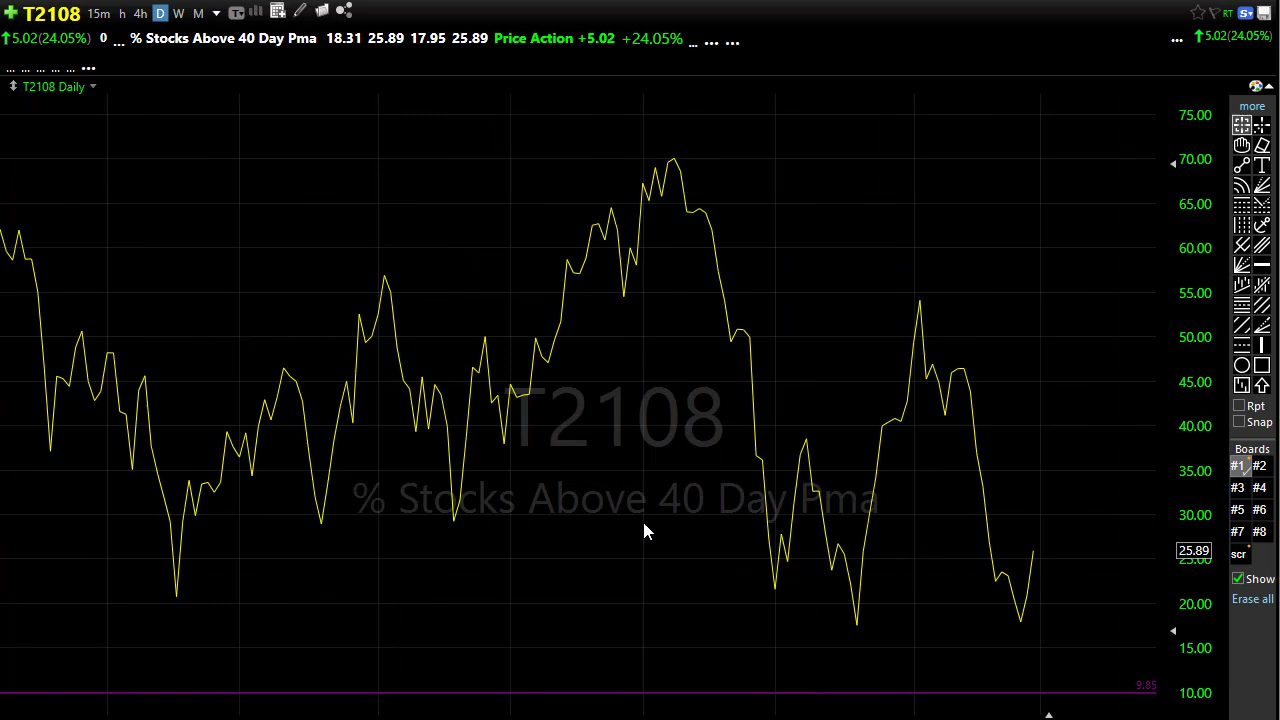 T2108 15m h 4h D W M T RT S
5.02(24.05%) 0 ... % Stocks Above 40 Day Pma 18.31 25.89 17.95 25.89 Price Action +5.02 +24.05% ... ... ... ... 5.02(24.05%)
... ... ... ... ... ...
T2108 Daily
more
75.00
70.00
65.00
60.00
55.00
50.00
45.00
40.00
35.00
30.00
25.89
25.00
20.00
15.00
10.00
9.85
T2108
% Stocks Above 40 Day Pma
T
Rpt
Snap
Boards
#1 #2
#3 #4
#5 #6
#7 #8
scr
Show
Erase all